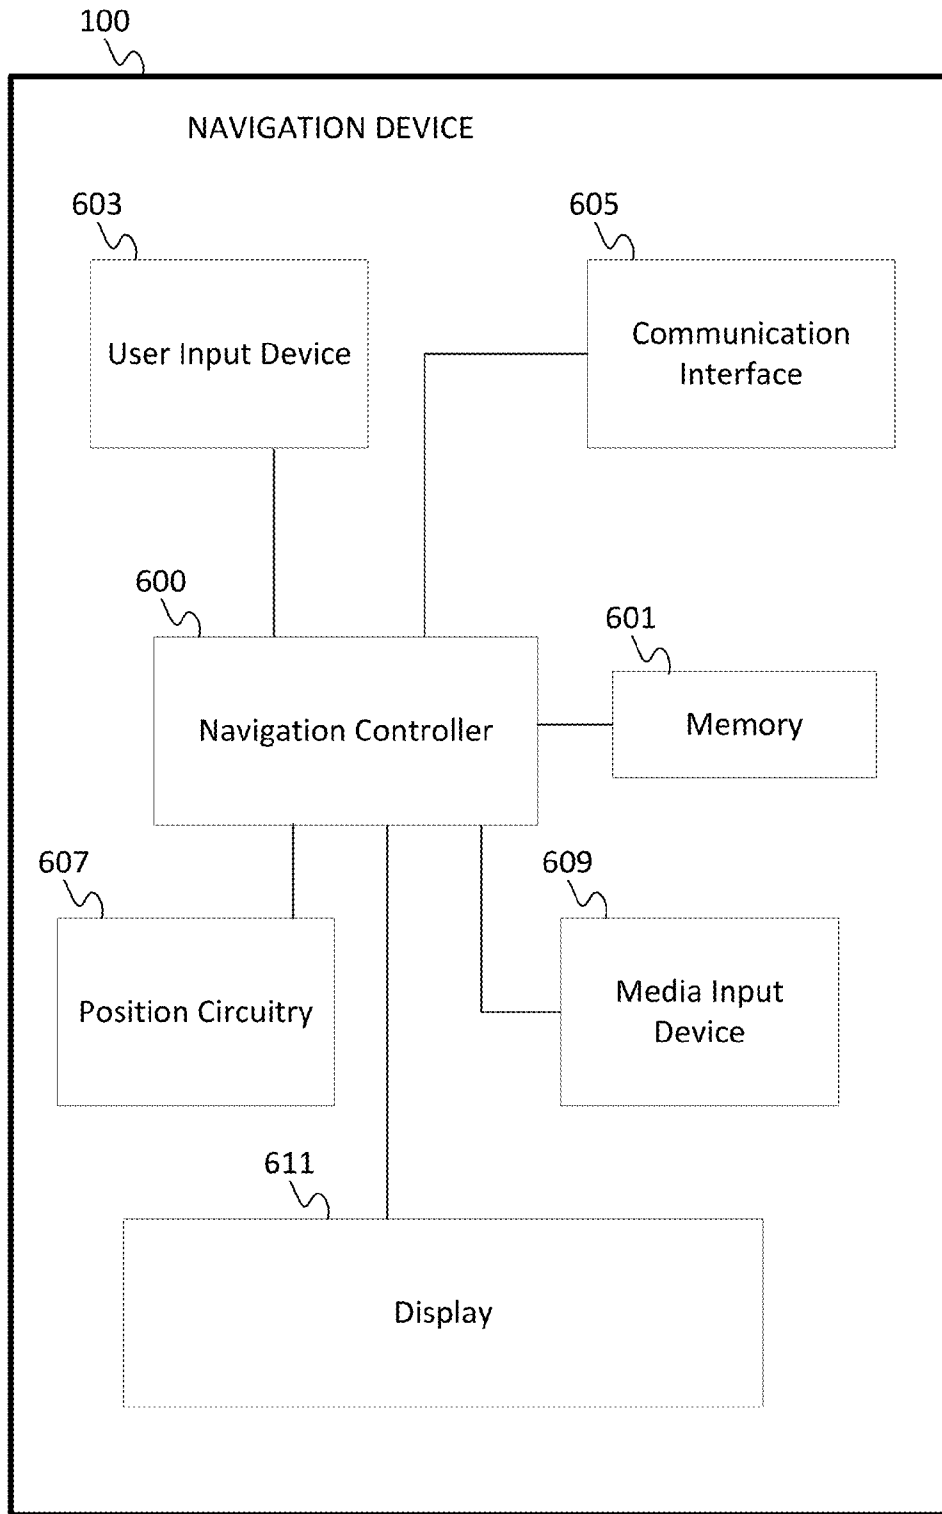 100
NAVIGATION DEVICE
603
605
User Input Device
Communication
Interface
600
601
Navigation Controller
Memory
607
609
Position Circuitry
Media Input
Device
611
Display